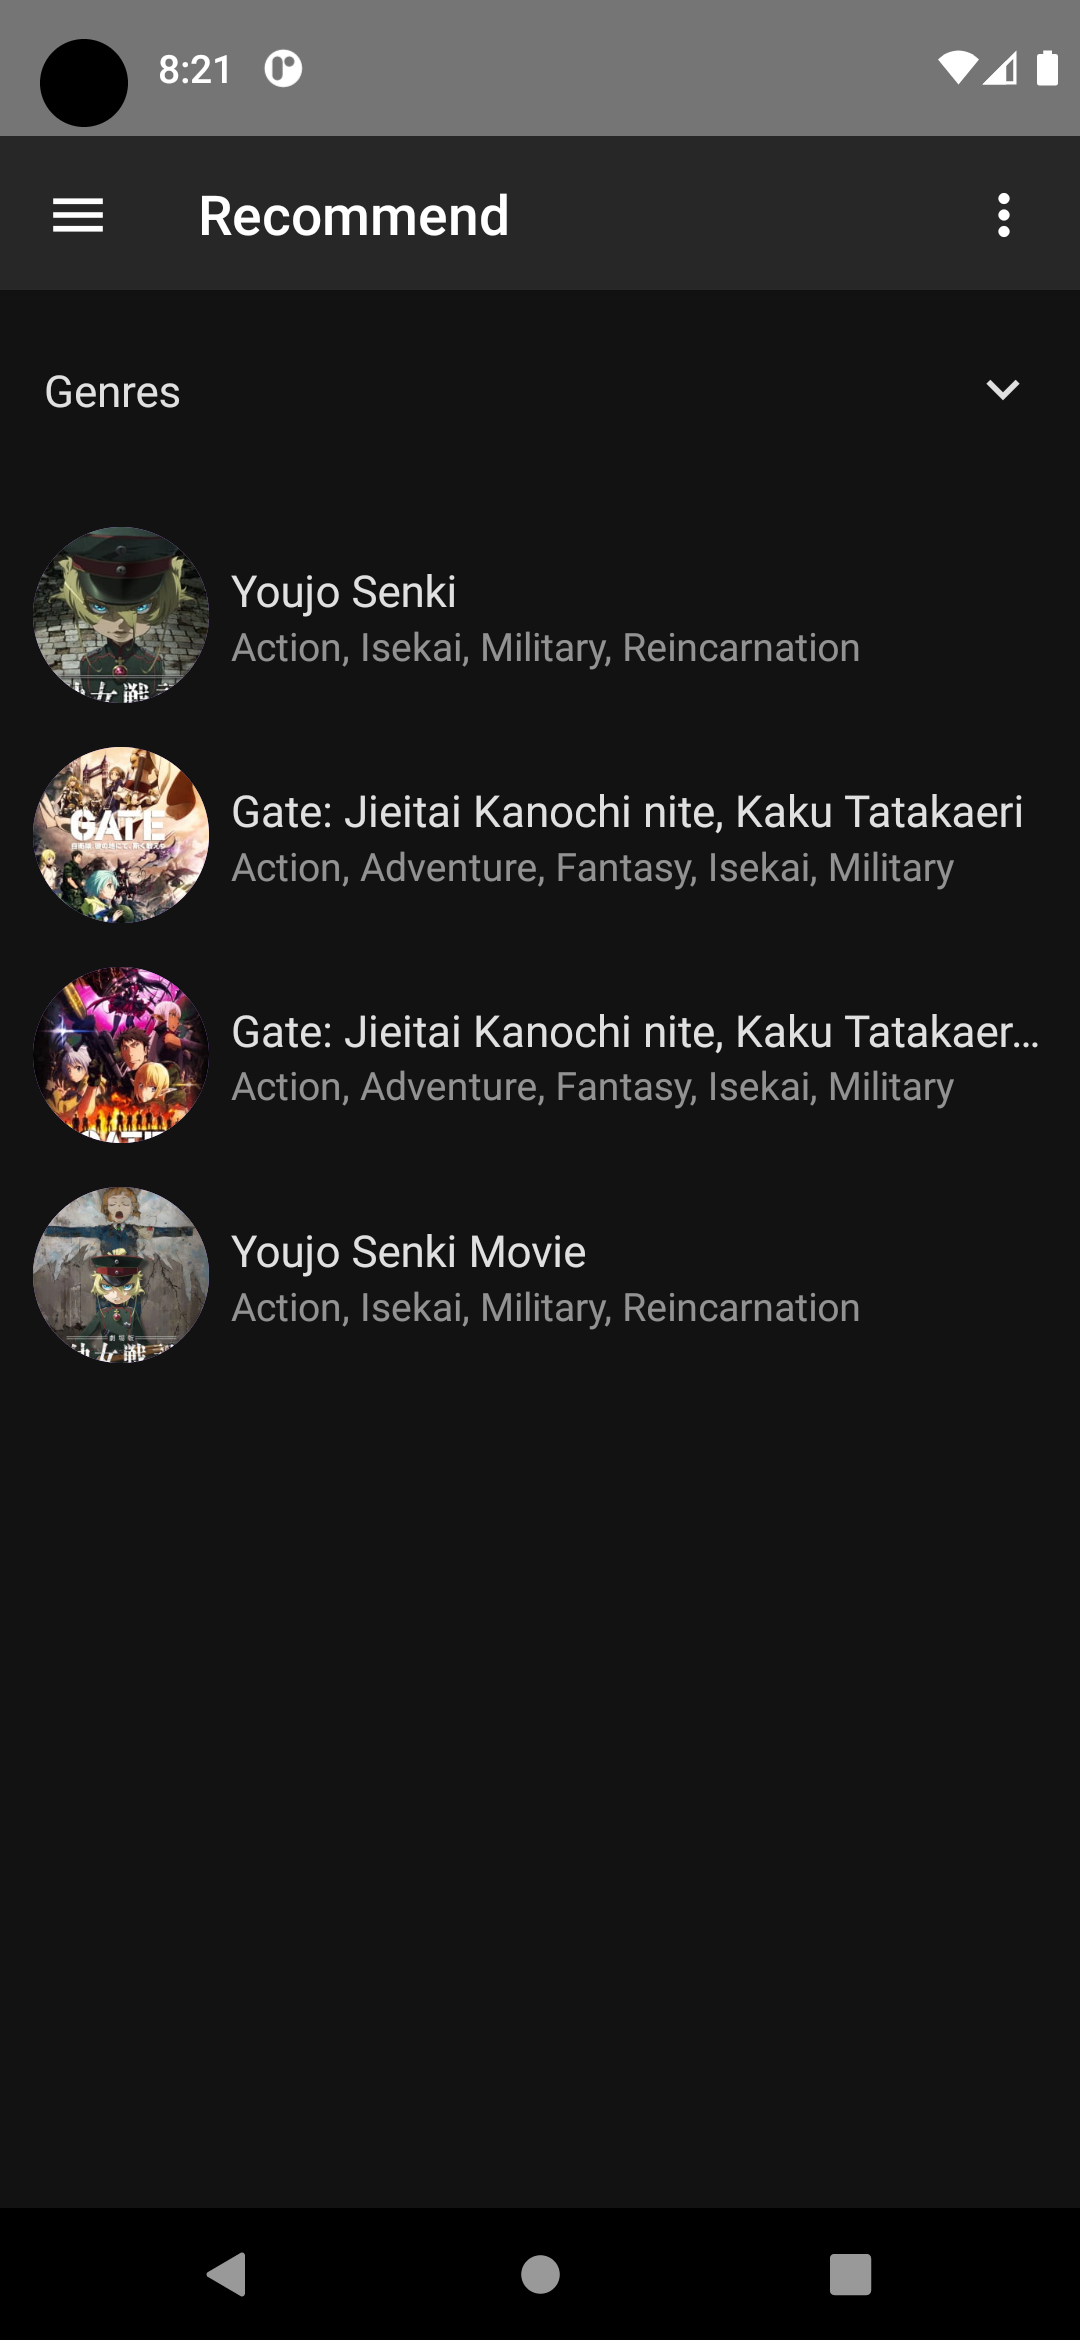 8:21
Recommend
Genres
Youjo Senki
Action, Isekai, Military, Reincarnation
GATE
Gate: Jieitai Kanochi nite, Kaku Tatakaeri
Action, Adventure, Fantasy, Isekai, Military
Gate: Jieitai Kanochi nite, Kaku Tatakaer...
Action, Adventure, Fantasy, Isekai, Military
Youjo Senki Movie
Action, Isekai, Military, Reincarnation